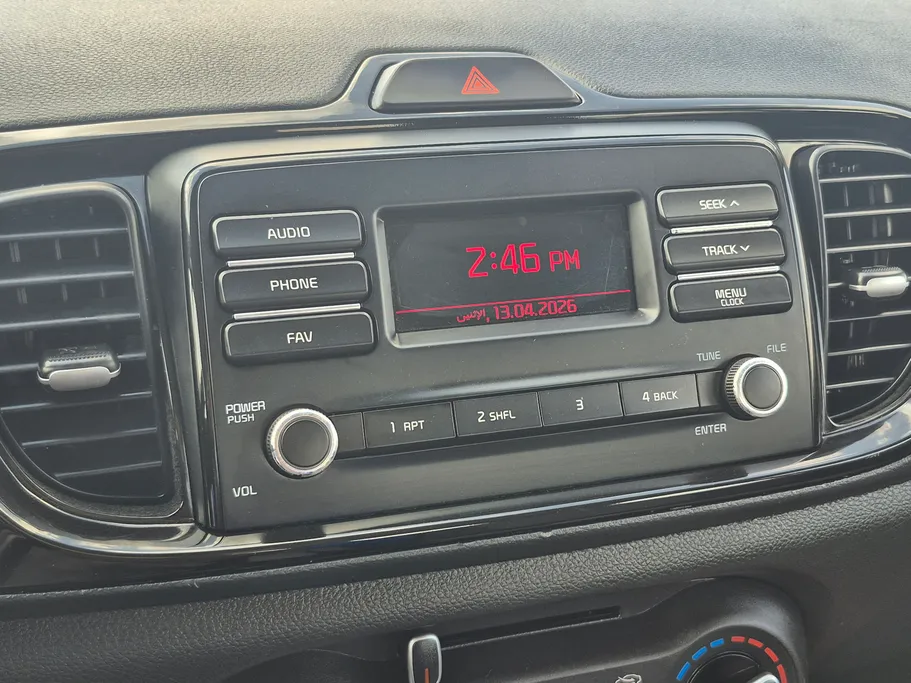 AUDIO
PHONE
FAV
2:46 PM
الإثنين, 13.04.2026
SEEK ^
TRACK ˅
MENU
CLOCK
POWER
PUSH
VOL
1 RPT
2 SHFL
3
4 BACK
TUNE
FILE
ENTER